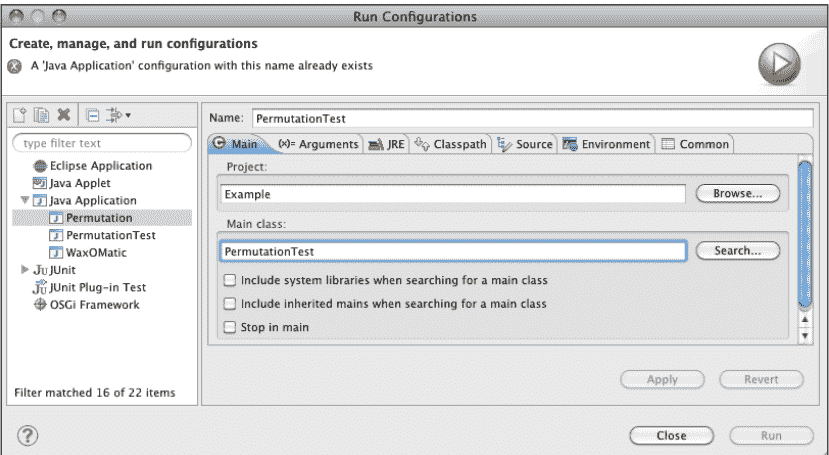 Run Configurations
Create, manage, and run configurations
A 'Java Application' configuration with this name already exists
type filter text
Eclipse Application
Java Applet
Java Application
Permutation
PermutationTest
WaxOMatic
JUnit
JUnit Plug-in Test
OSGi Framework
Filter matched 16 of 22 items
Name: PermutationTest
Main (x)= Arguments JRE Classpath Source Environment Common
Project:
Example Browse...
Main class:
PermutationTest Search...
Include system libraries when searching for a main class
Include inherited mains when searching for a main class
Stop in main
Apply Revert
? Close Run